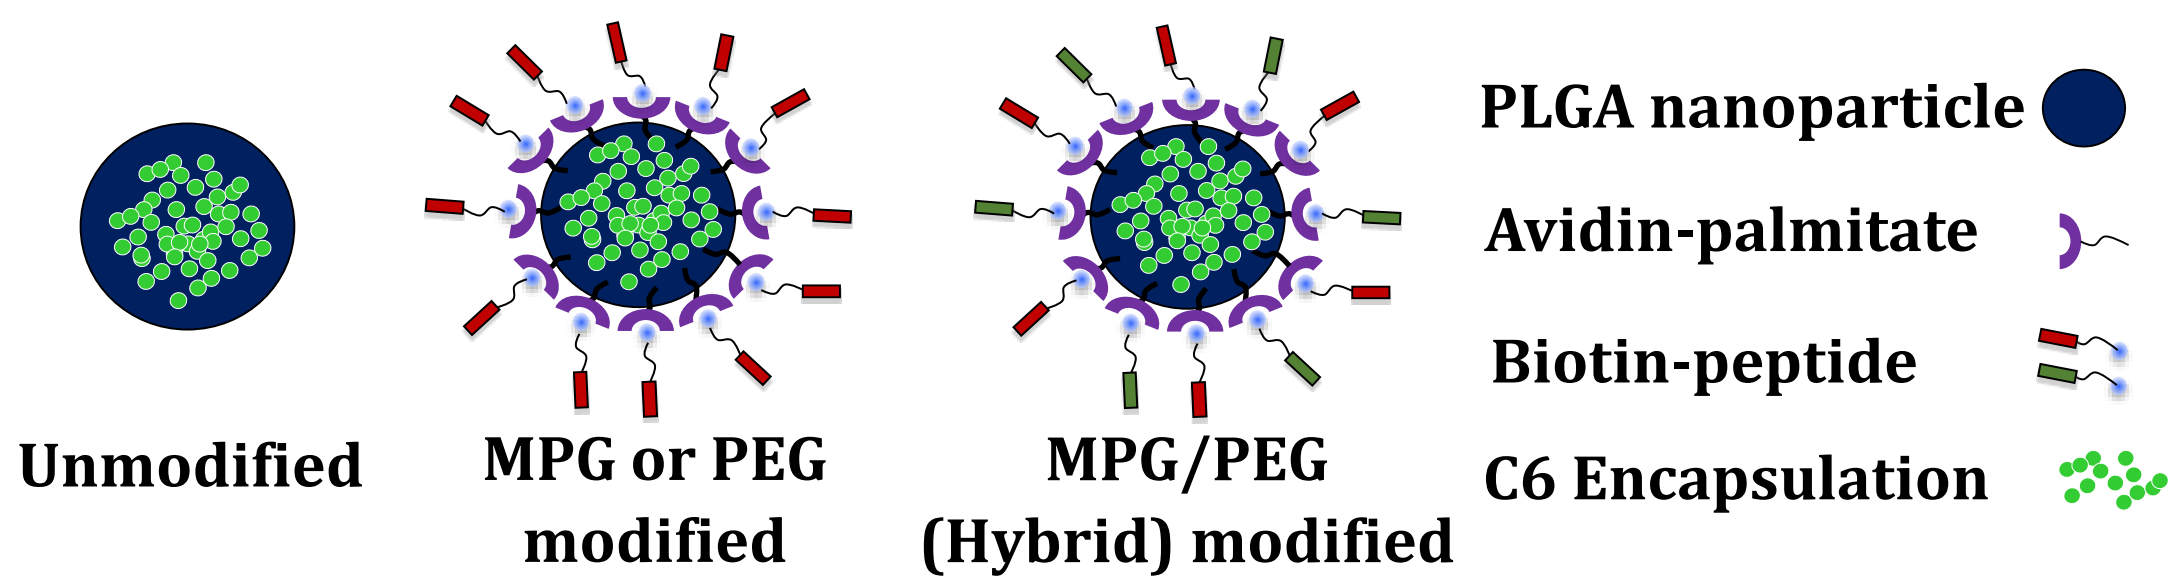 Unmodified
MPG or PEG
modified
MPG/PEG
(Hybrid) modified
PLGA nanoparticle
Avidin-palmitate
Biotin-peptide
C6 Encapsulation